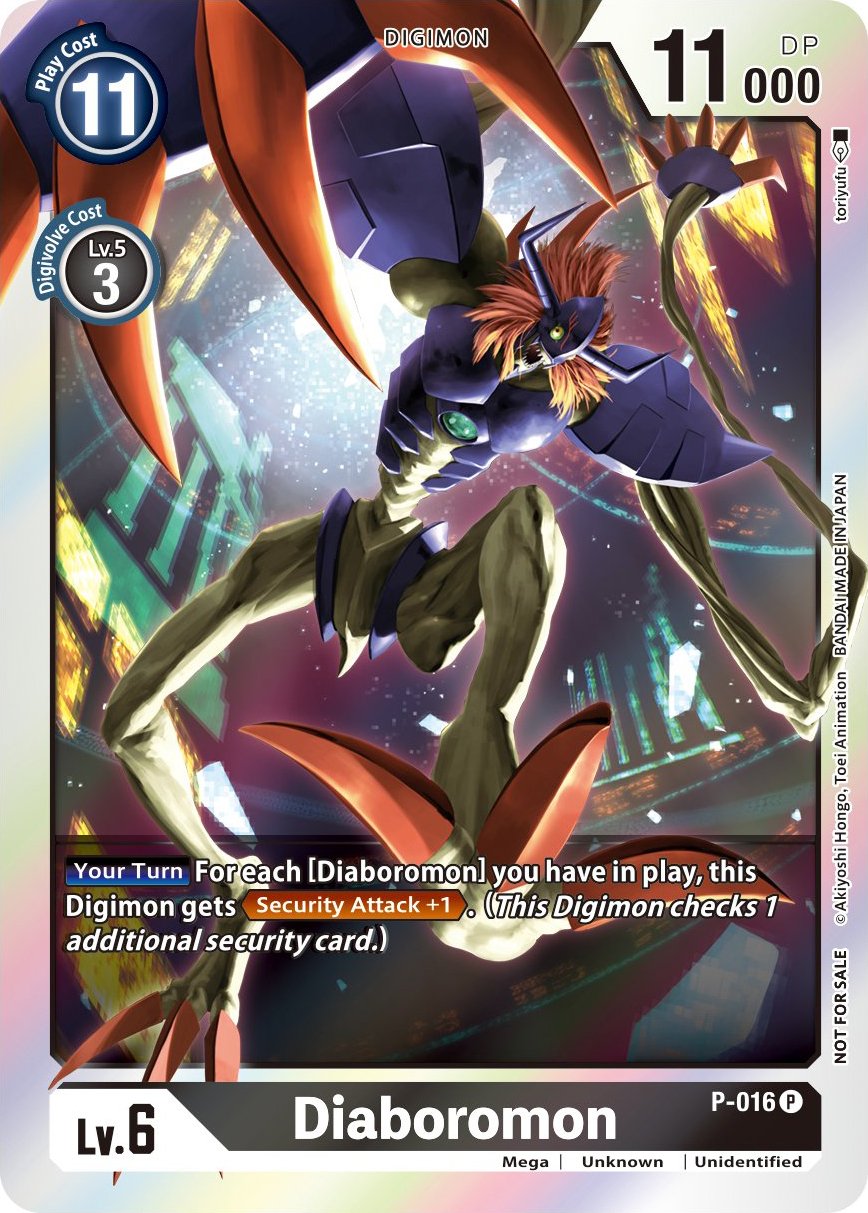 DIGIMON
Play Cost
11
11000
DP
Digivolve Cost
Lv.5
3
toriyufu
Your Turn For each [Diaboromon] you have in play, this
Digimon gets Security Attack +1. (This Digimon checks 1
additional security card.)
©Akiyoshi Hongo, Toei Animation BANDAI MADE IN JAPAN
NOT FOR SALE
Lv.6
Diaboromon
P-016 P
Mega | Unknown | Unidentified